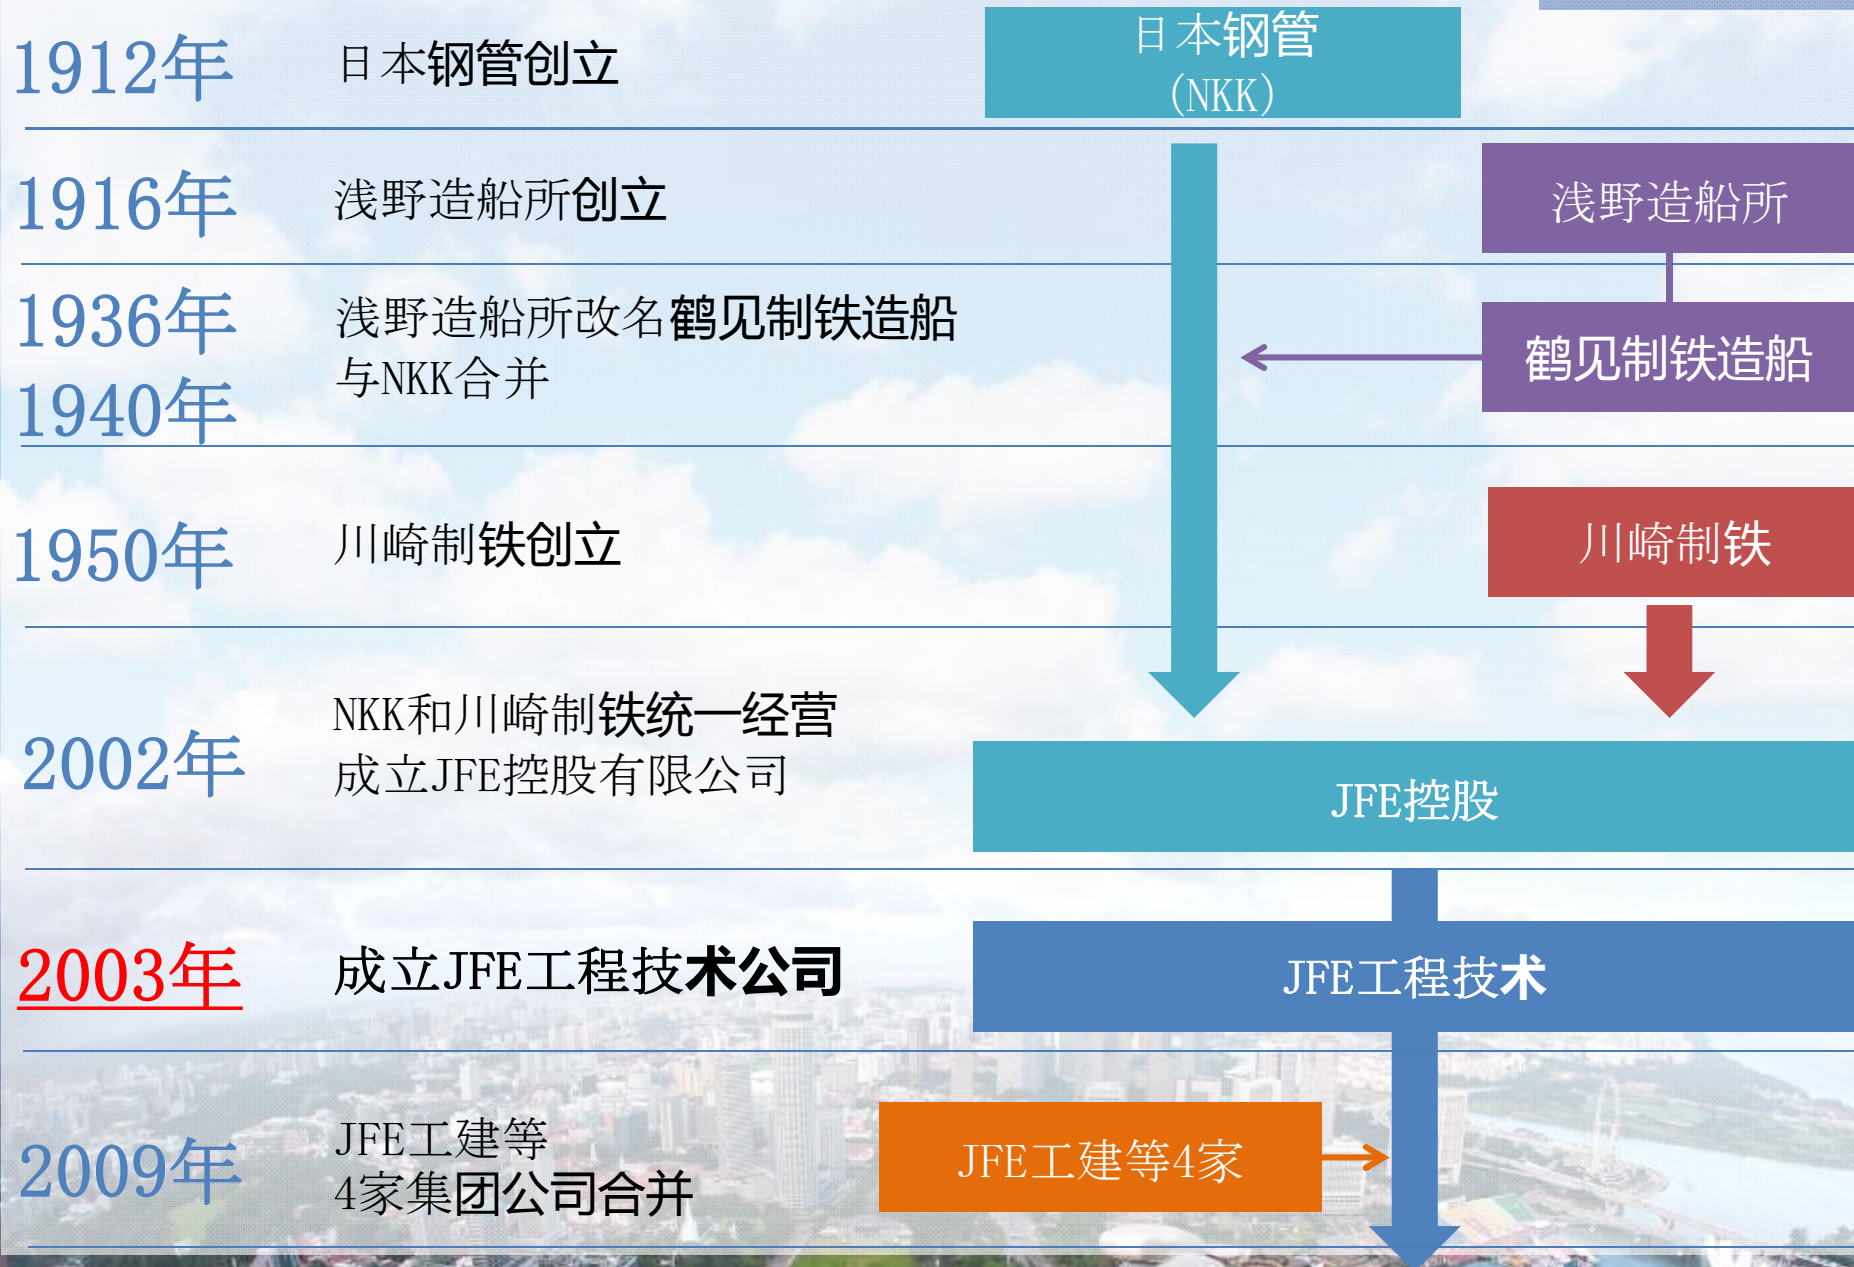 1912年
日本钢管创立
日本钢管
(NKK)
1916年
浅野造船所创立
浅野造船所
1936年
浅野造船所改名鹤见制铁造船
与NKK合并
1940年
鹤见制铁造船
1950年
川崎制铁创立
川崎制铁
2002年
NKK和川崎制铁统一经营
成立JFE控股有限公司
JFE控股
2003年
成立JFE工程技术公司
JFE工程技术
2009年
JFE工建等
4家集团公司合并
JFE工建等4家